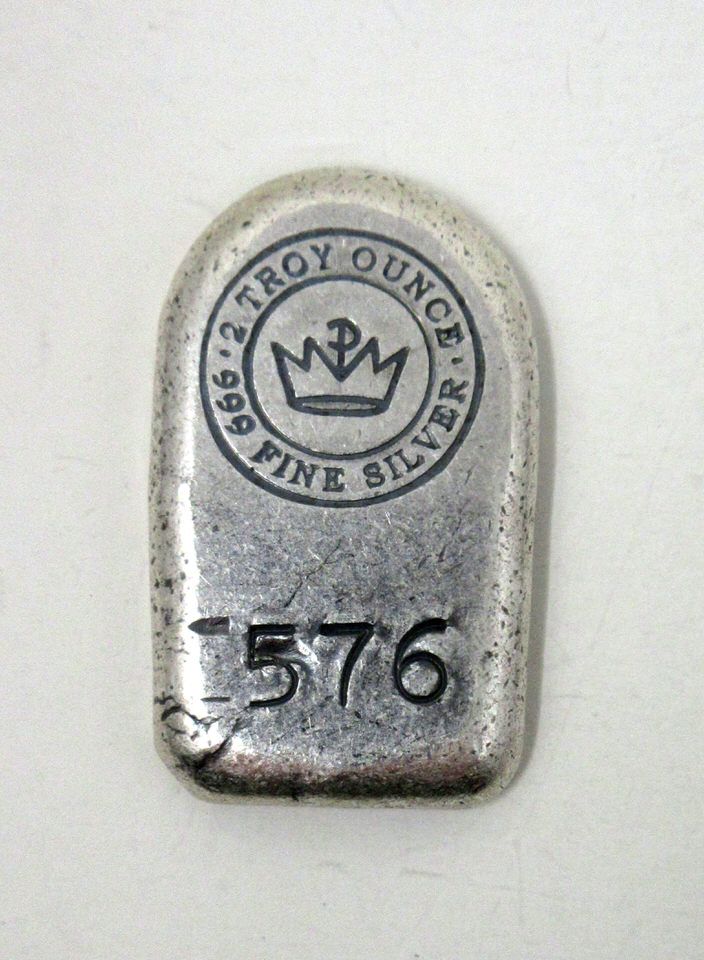 · 2 TROY OUNCE ·
999 FINE SILVER
P
576